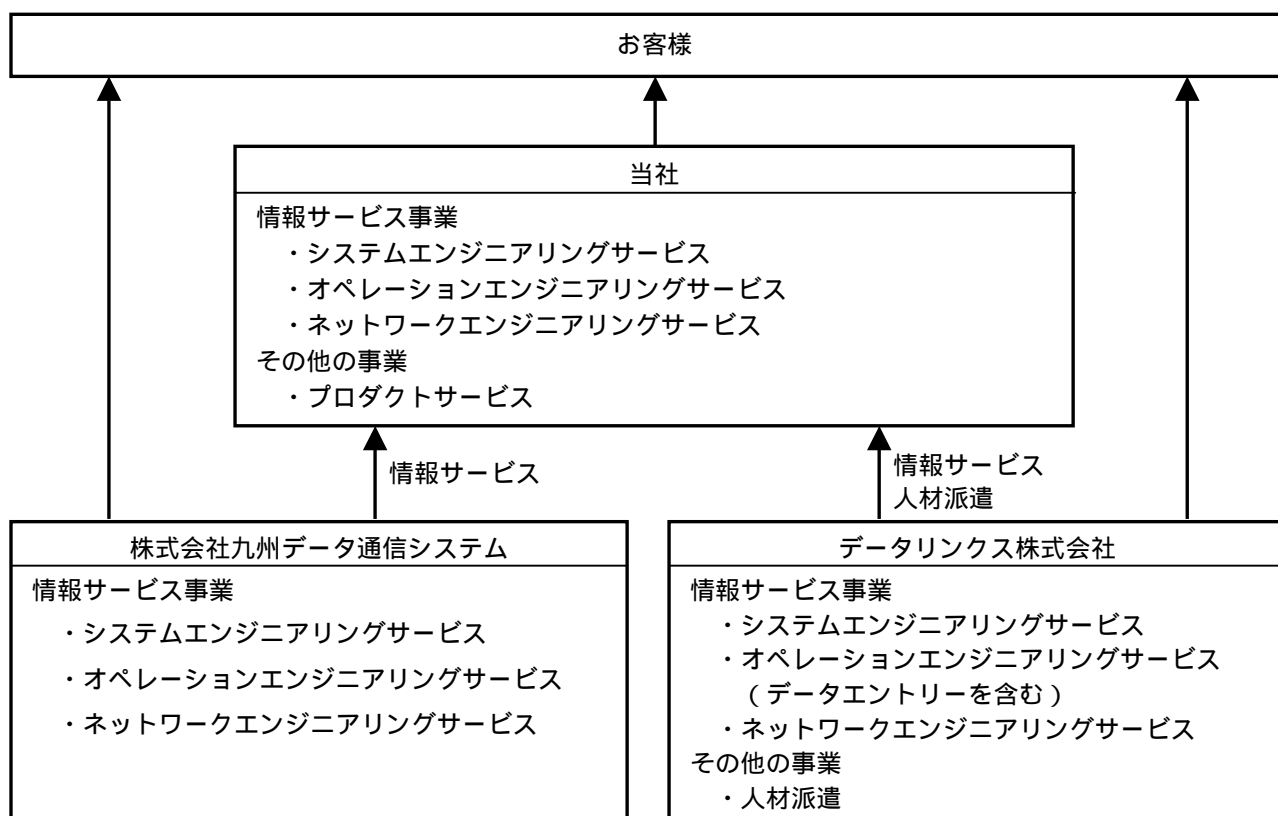 お客様
当社
情報サービス事業
・システムエンジニアリングサービス
・オペレーションエンジニアリングサービス
・ネットワークエンジニアリングサービス
その他の事業
・プロダクトサービス
情報サービス
情報サービス
人材派遣
株式会社九州データ通信システム
情報サービス事業
・システムエンジニアリングサービス
・オペレーションエンジニアリングサービス
・ネットワークエンジニアリングサービス
データリンクス株式会社
情報サービス事業
・システムエンジニアリングサービス
・オペレーションエンジニアリングサービス
（データエントリーを含む）
・ネットワークエンジニアリングサービス
その他の事業
・人材派遣